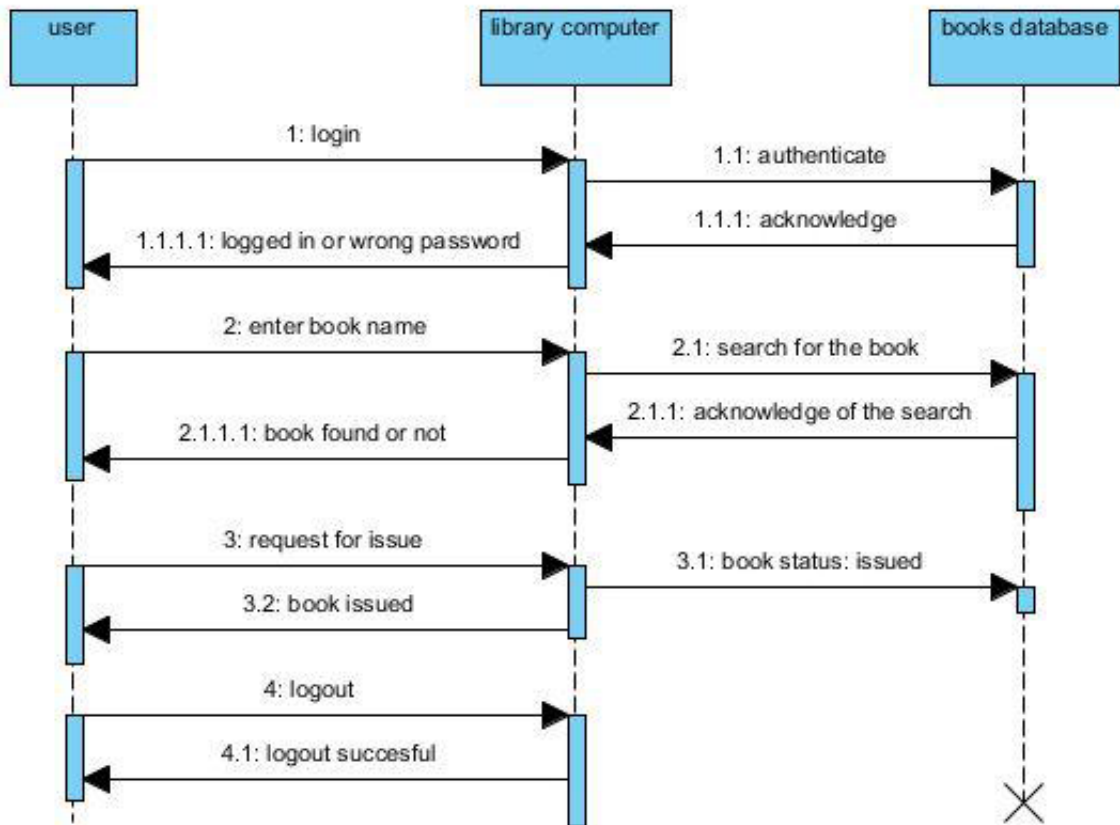 user
library computer
books database
1: login
1.1: authenticate
1.1.1: acknowledge
1.1.1.1: logged in or wrong password
2: enter book name
2.1: search for the book
2.1.1: acknowledge of the search
2.1.1.1: book found or not
3: request for issue
3.1: book status: issued
3.2: book issued
4: logout
4.1: logout succesful